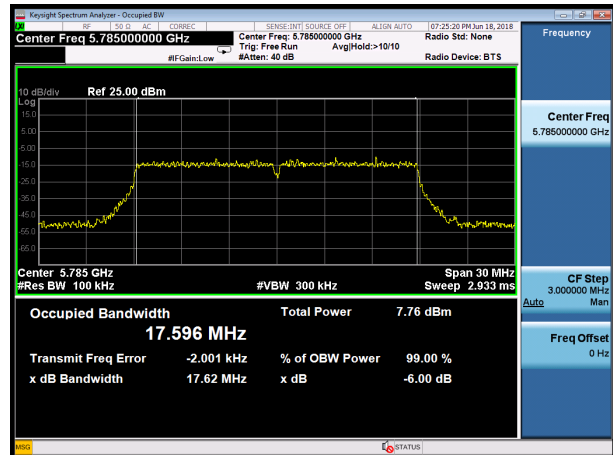 Keysight Spectrum Analyzer - Occupied BW
LXI RF 50 Ω AC CORREC SENSE:INT SOURCE OFF ALIGN AUTO 07:25:20 PM Jun 18, 2018
Center Freq 5.785000000 GHz
#IFGain:Low
Center Freq: 5.785000000 GHz
Trig: Free Run Avg|Hold:>10/10
#Atten: 40 dB
Radio Std: None
Radio Device: BTS
Frequency
10 dB/div Ref 25.00 dBm
Log
15.0
5.00
-5.00
-15.0
-25.0
-35.0
-45.0
-55.0
-65.0
Center 5.785 GHz Span 30 MHz
#Res BW 100 kHz #VBW 300 kHz Sweep 2.933 ms
Center Freq
5.785000000 GHz
CF Step
3.000000 MHz
Auto Man
Freq Offset
0 Hz
Occupied Bandwidth Total Power 7.76 dBm
17.596 MHz
Transmit Freq Error -2.001 kHz % of OBW Power 99.00 %
x dB Bandwidth 17.62 MHz x dB -6.00 dB
MSG STATUS